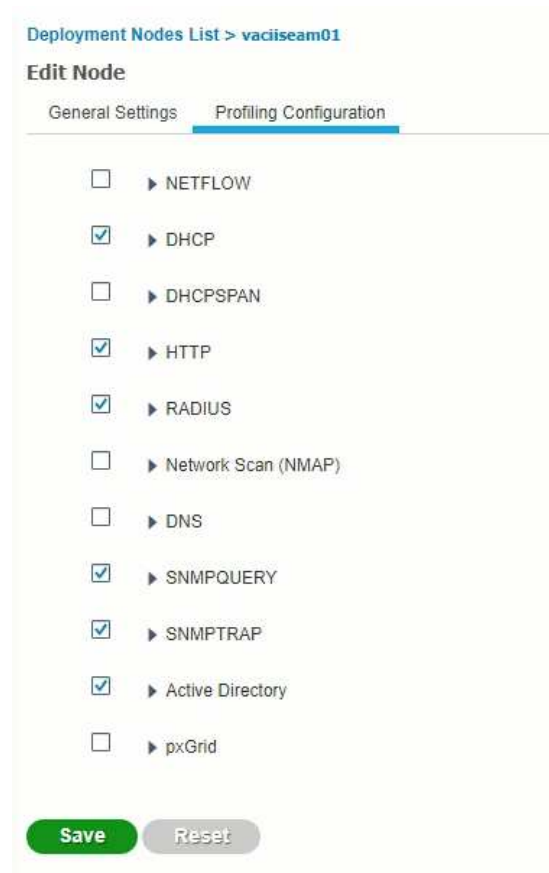 Deployment Nodes List > vaciiseam01
Edit Node
General Settings Profiling Configuration
NETFLOW
DHCP
DHCPSPAN
HTTP
RADIUS
Network Scan (NMAP)
DNS
SNMPQUERY
SNMPTRAP
Active Directory
pxGrid
Save Reset